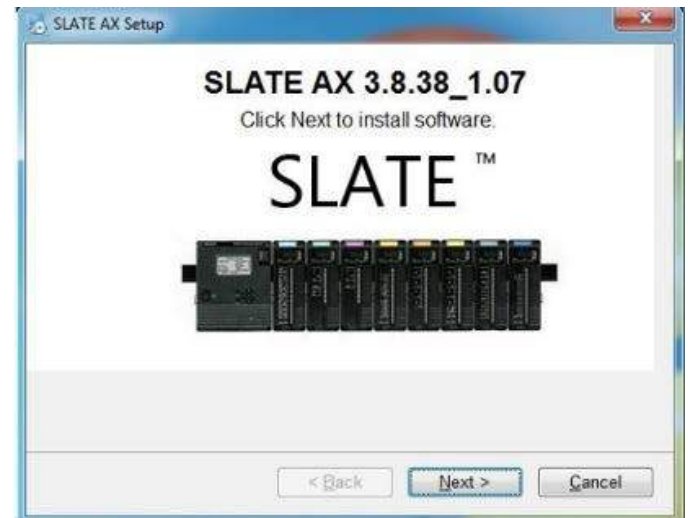 SLATE AX Setup
SLATE AX 3.8.38_1.07
Click Next to install software.
SLATE ™
< Back
Next >
Cancel